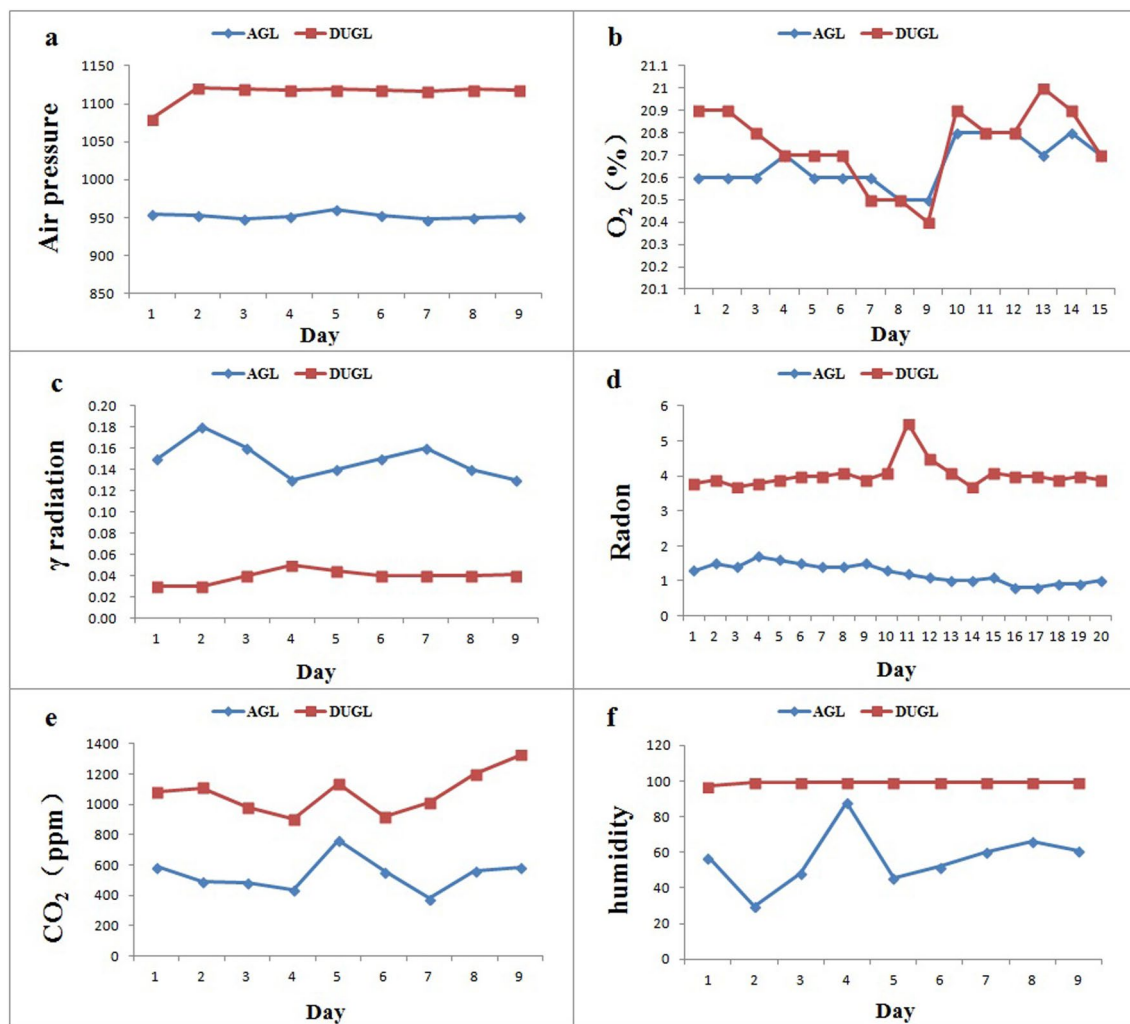 a
AGL DUGL
Air pressure
1150
1100
1050
1000
950
900
850
1 2 3 4 5 6 7 8 9
Day
b
AGL DUGL
O2 (%)
21.1
21
20.9
20.8
20.7
20.6
20.5
20.4
20.3
20.2
20.1
1 2 3 4 5 6 7 8 9 10 11 12 13 14 15
Day
c
AGL DUGL
γ radiation
0.20
0.18
0.16
0.14
0.12
0.10
0.08
0.06
0.04
0.02
0.00
1 2 3 4 5 6 7 8 9
Day
d
AGL DUGL
Radon
6
5
4
3
2
1
0
1 2 3 4 5 6 7 8 9 10 11 12 13 14 15 16 17 18 19 20
Day
e
AGL DUGL
CO2 (ppm)
1400
1200
1000
800
600
400
200
0
1 2 3 4 5 6 7 8 9
Day
f
AGL DUGL
humidity
120
100
80
60
40
20
0
1 2 3 4 5 6 7 8 9
Day